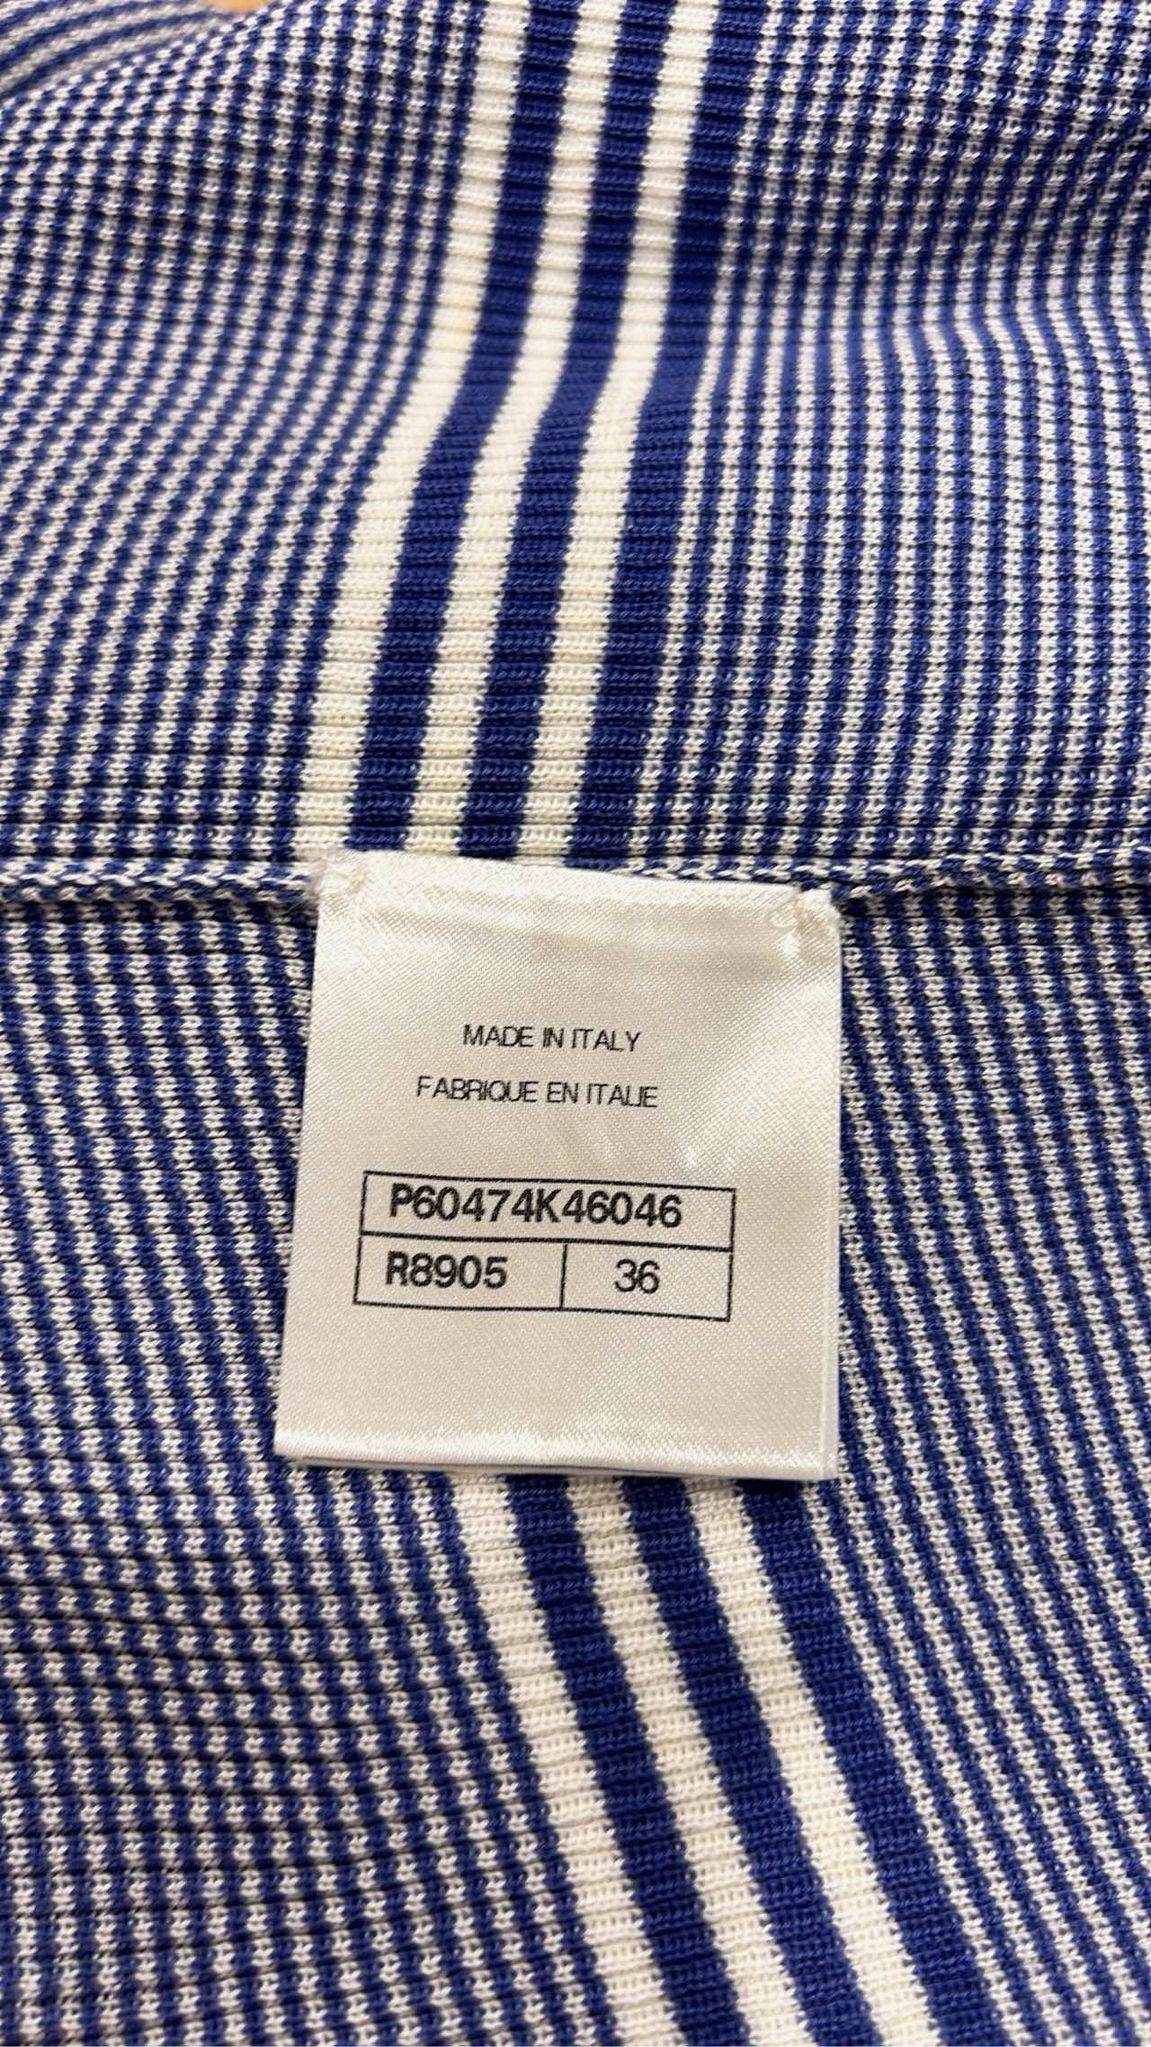 MADE IN ITALY
FABRIQUE EN ITALIE
P60474K46046
R8905 36